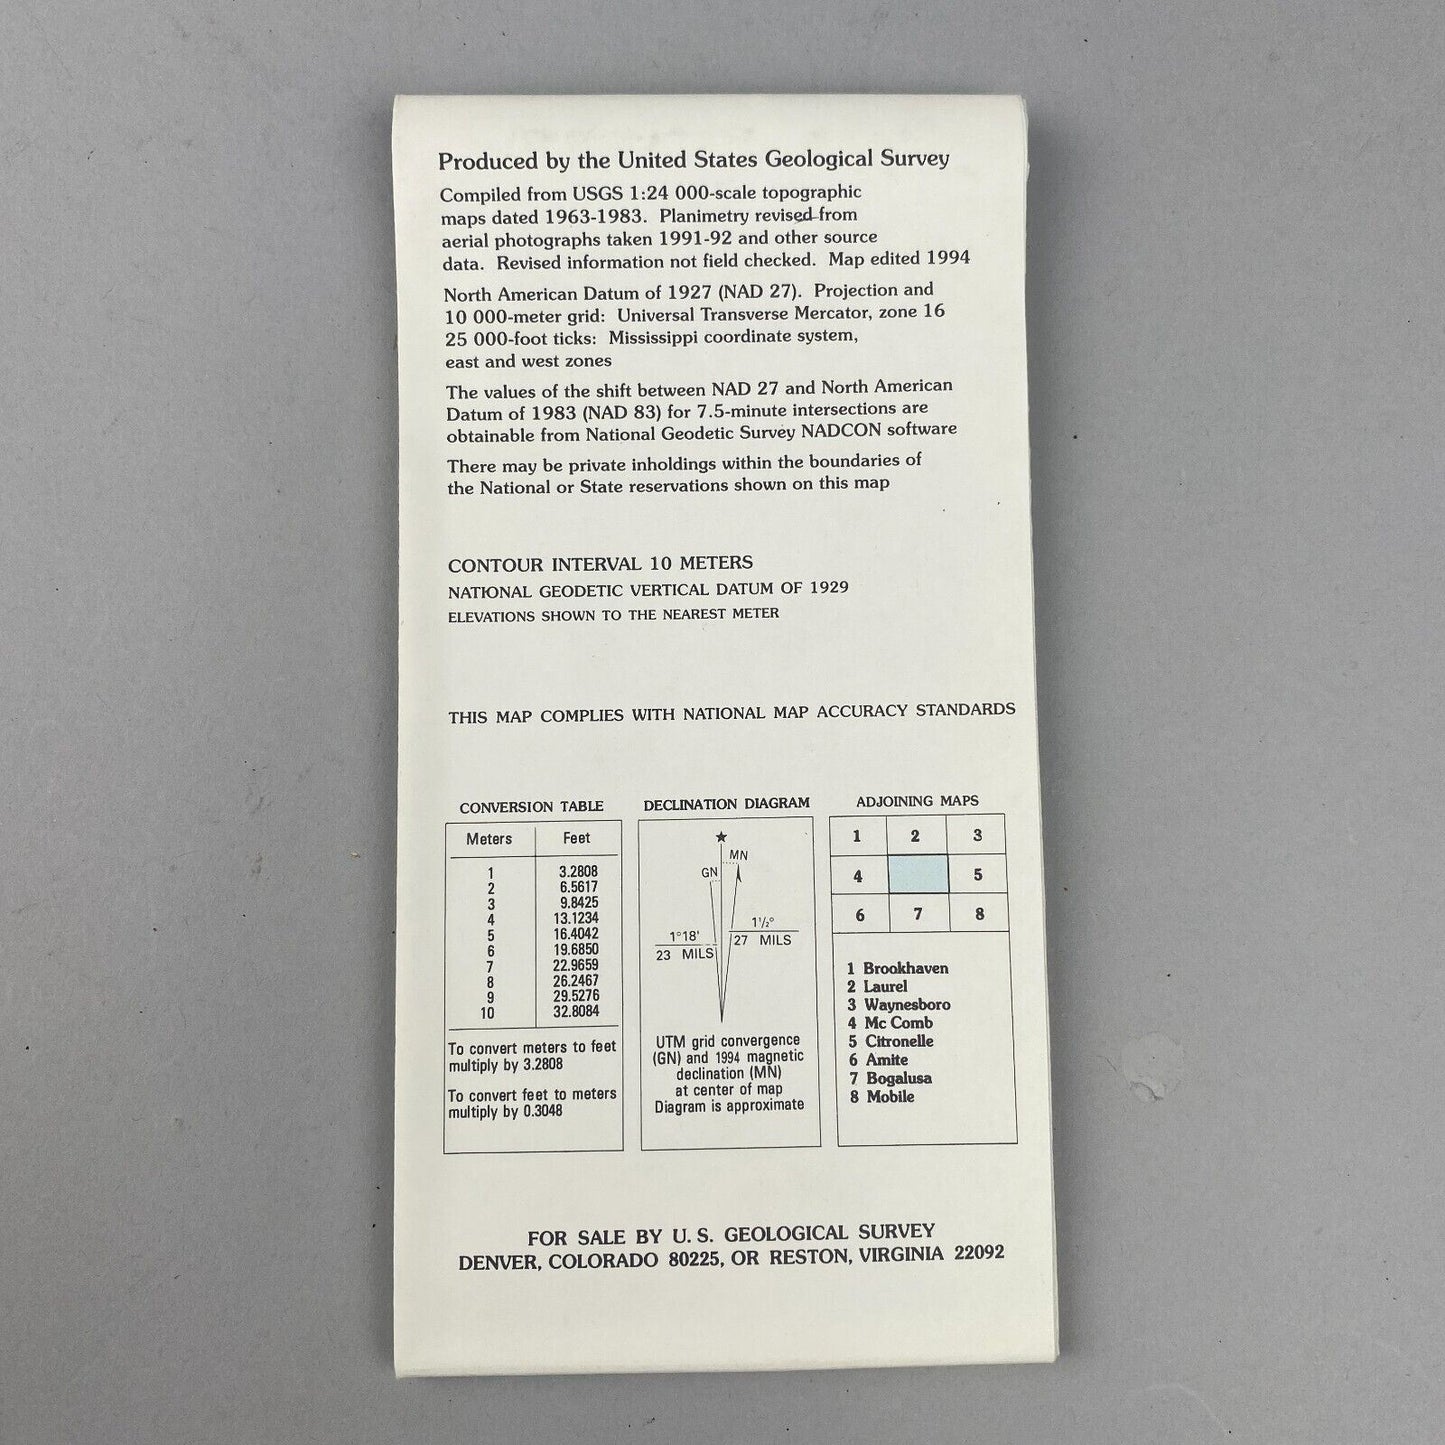 Produced by the United States Geological Survey
Compiled from USGS 1:24 000-scale topographic
maps dated 1963-1983. Planimetry revised from
aerial photographs taken 1991-92 and other source
data. Revised information not field checked. Map edited 1994
North American Datum of 1927 (NAD 27). Projection and
10 000-meter grid: Universal Transverse Mercator, zone 16
25 000-foot ticks: Mississippi coordinate system,
east and west zones
The values of the shift between NAD 27 and North American
Datum of 1983 (NAD 83) for 7.5-minute intersections are
obtainable from National Geodetic Survey NADCON software
There may be private inholdings within the boundaries of
the National or State reservations shown on this map
CONTOUR INTERVAL 10 METERS
NATIONAL GEODETIC VERTICAL DATUM OF 1929
ELEVATIONS SHOWN TO THE NEAREST METER
THIS MAP COMPLIES WITH NATIONAL MAP ACCURACY STANDARDS
CONVERSION TABLE
Meters Feet
1 3.2808
2 6.5617
3 9.8425
4 13.1234
5 16.4042
6 19.6850
7 22.9659
8 26.2467
9 29.5276
10 32.8084
To convert meters to feet
multiply by 3.2808
To convert feet to meters
multiply by 0.3048
DECLINATION DIAGRAM
★
MN
GN
1½°
27 MILS
1°18'
23 MILS
UTM grid convergence
(GN) and 1994 magnetic
declination (MN)
at center of map
Diagram is approximate
ADJOINING MAPS
1 2 3
4 5
6 7 8
1 Brookhaven
2 Laurel
3 Waynesboro
4 Mc Comb
5 Citronelle
6 Amite
7 Bogalusa
8 Mobile
FOR SALE BY U. S. GEOLOGICAL SURVEY
DENVER, COLORADO 80225, OR RESTON, VIRGINIA 22092